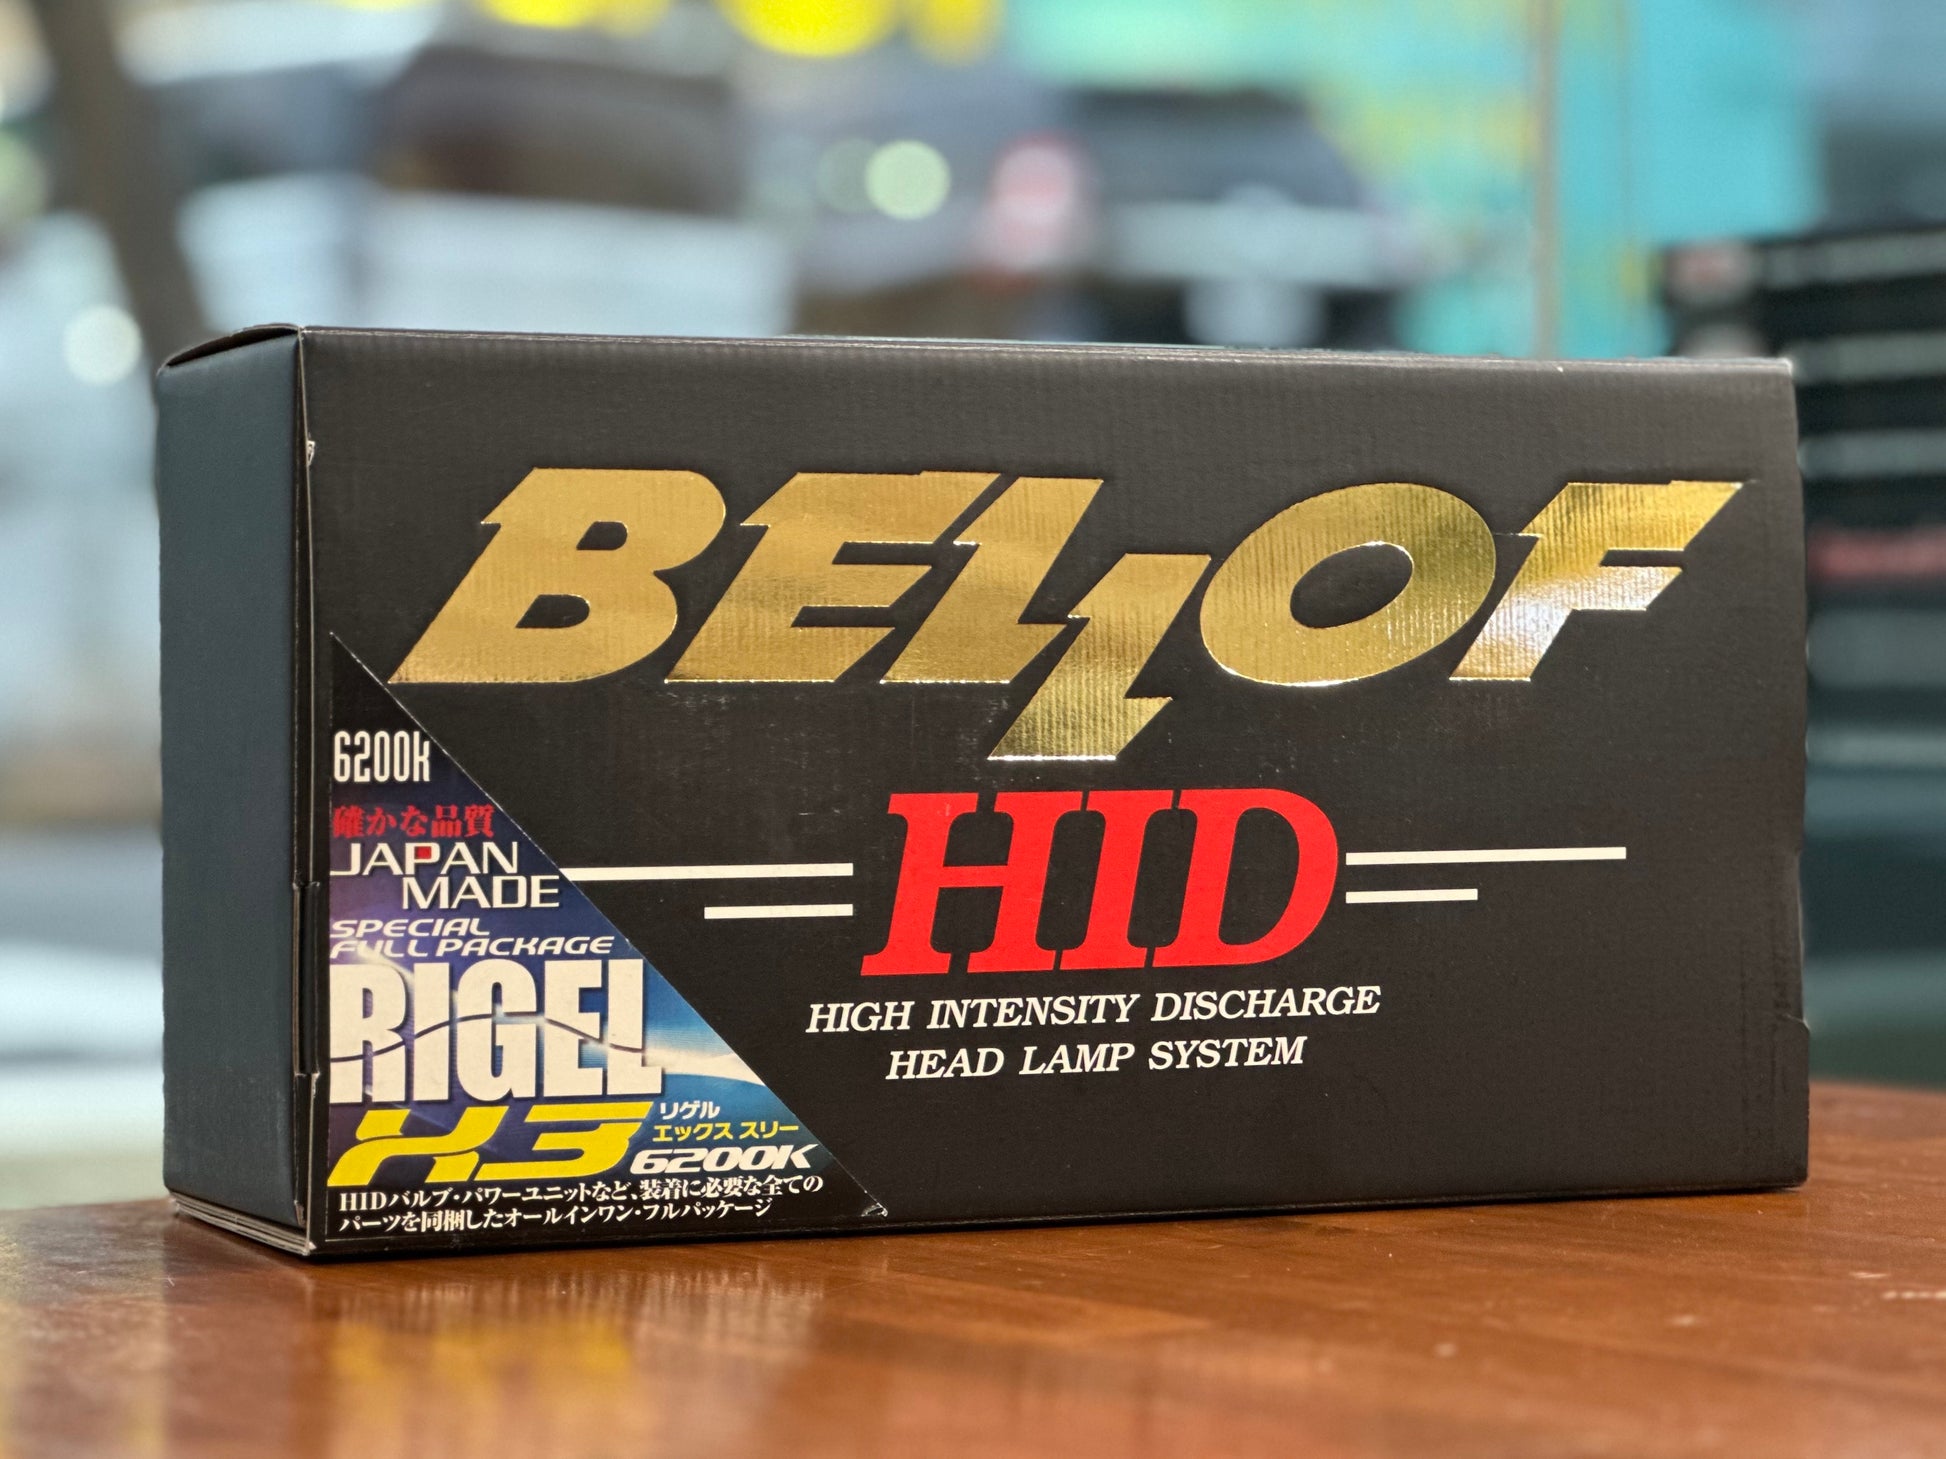 BELLOF
HID
HIGH INTENSITY DISCHARGE
HEAD LAMP SYSTEM
6200k
確かな品質
JAPAN
MADE
SPECIAL
FULL PACKAGE
RIGEL
X3
リゲル
エックス スリー
6200K
HIDバルブ・パワーユニットなど、装着に必要な全ての
パーツを同梱したオールインワン・フルパッケージ